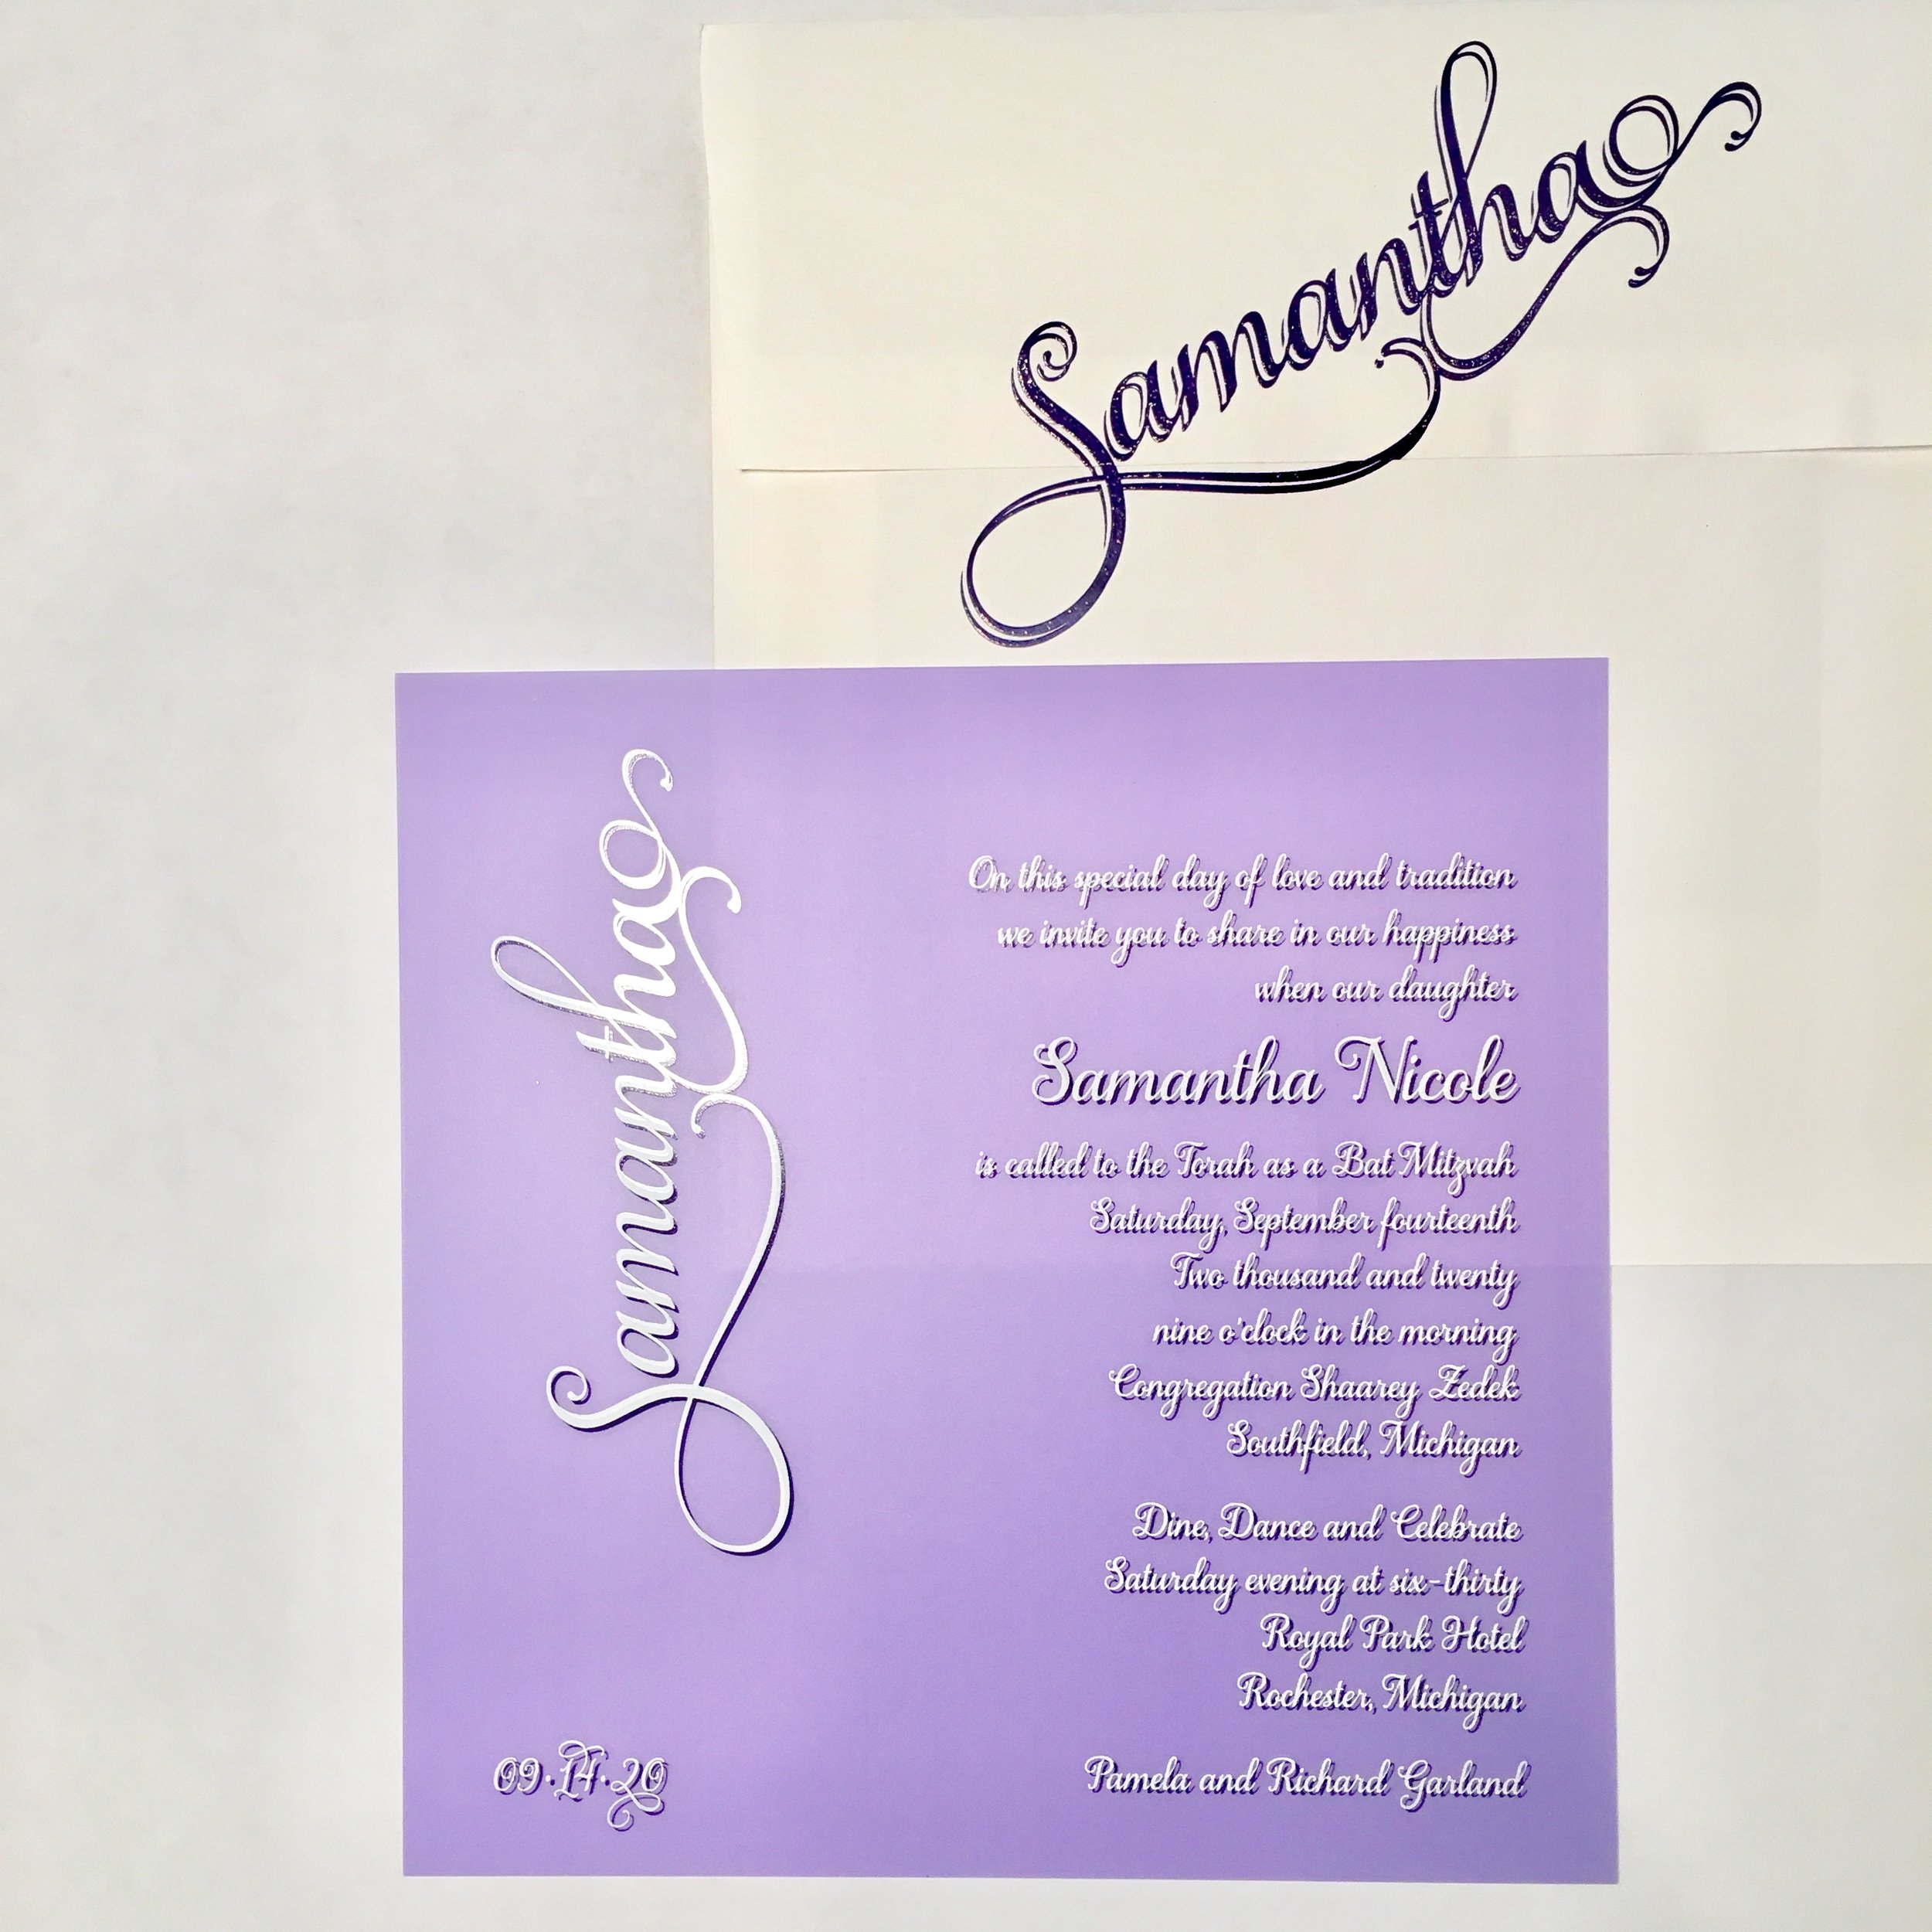 Samantha
Samantha
On this special day of love and tradition
we invite you to share in our happiness
when our daughter
Samantha Nicole
is called to the Torah as a Bat Mitzvah
Saturday, September fourteenth
Two thousand and twenty
nine o'clock in the morning
Congregation Shaarey Zedek
Southfield, Michigan
Dine, Dance and Celebrate
Saturday evening at six-thirty
Royal Park Hotel
Rochester, Michigan
Pamela and Richard Garland
09·14·20